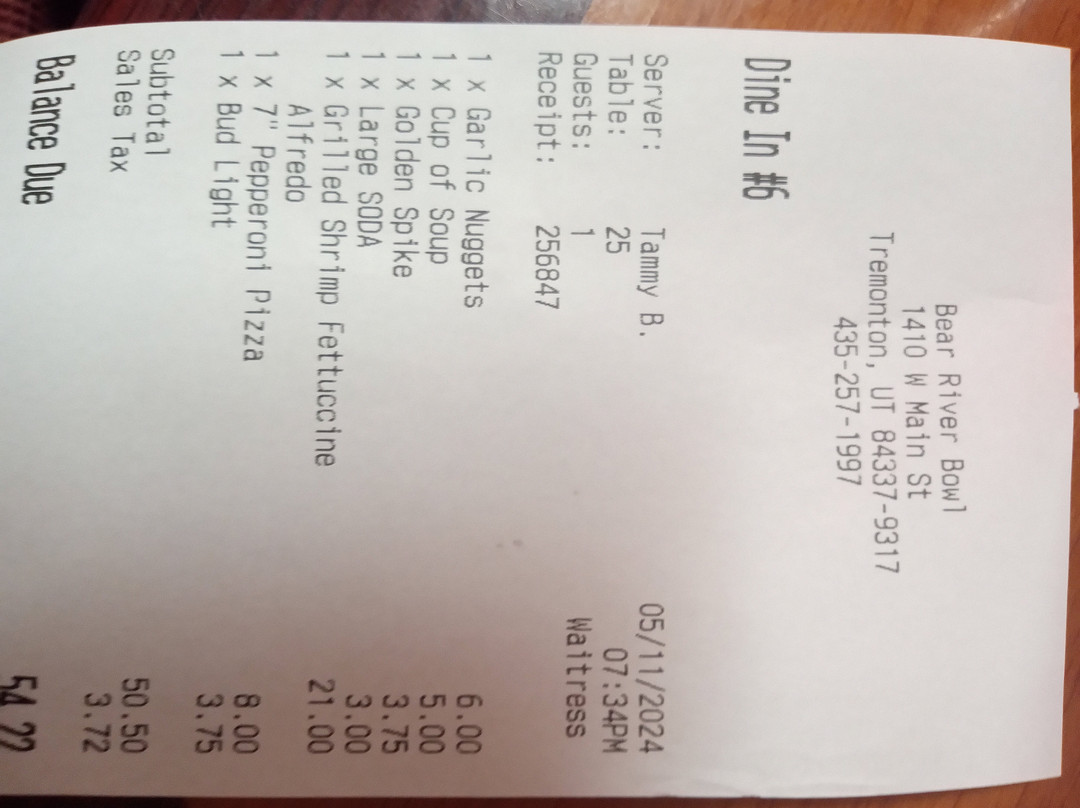 Bear River Bowl
1410 W Main St
Tremonton, UT 84337-9317
435-257-1997
Dine In #6
Server: Tammy B. 05/11/2024
Table: 25 07:34PM
Guests: 1 Waitress
Receipt: 256847
1 x Garlic Nuggets 6.00
1 x Cup of Soup 5.00
1 x Golden Spike 3.75
1 x Large SODA 3.00
1 x Grilled Shrimp Fettuccine 21.00
Alfredo
1 x 7" Pepperoni Pizza 8.00
1 x Bud Light 3.75
Subtotal 50.50
Sales Tax 3.72
Balance Due 54.22